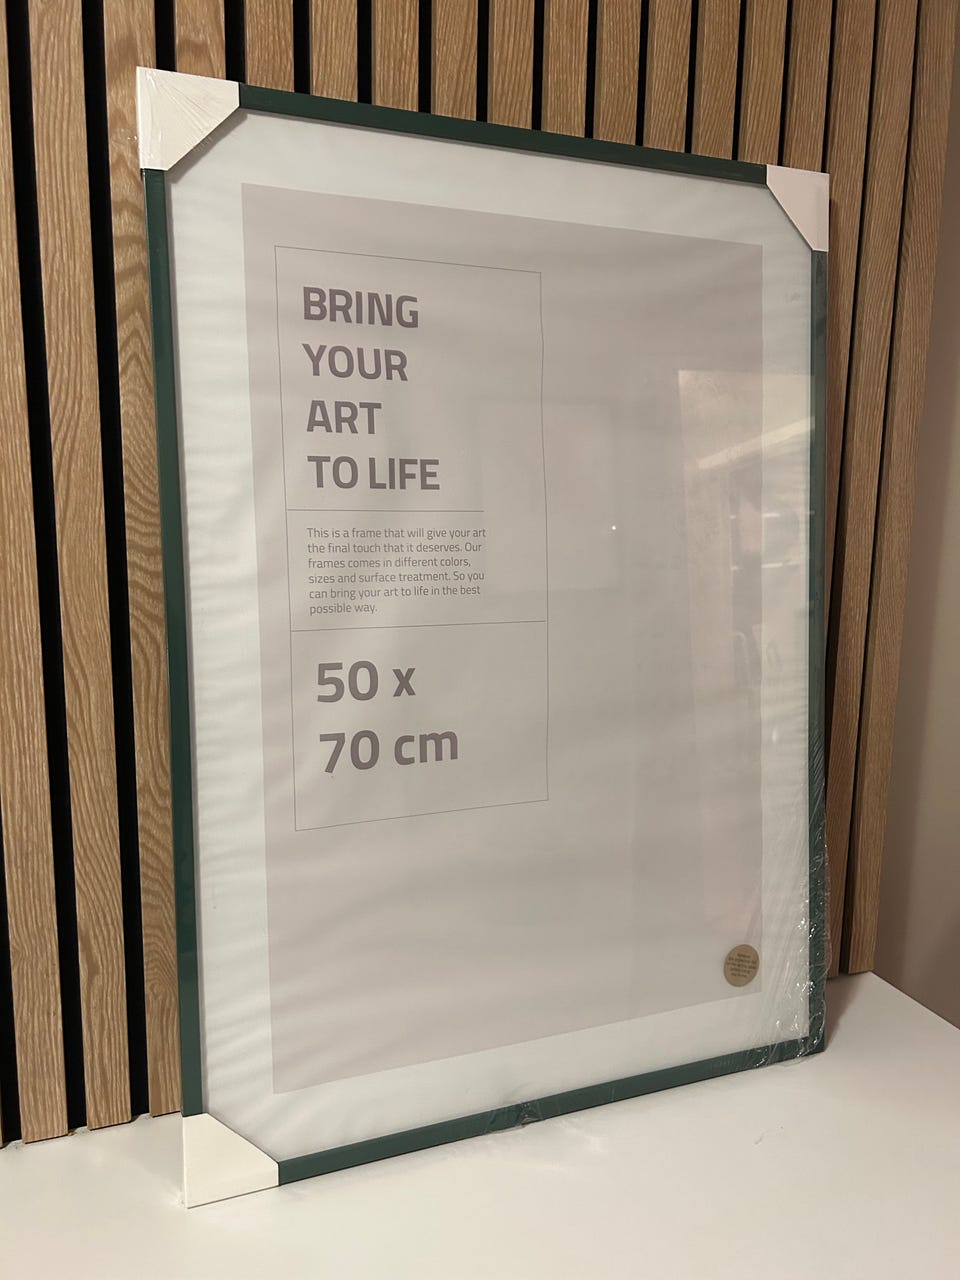 BRING
YOUR
ART
TO LIFE
This is a frame that will give your art
the final touch that it deserves. Our
frames comes in different colors,
sizes and surface treatment. So you
can bring your art to life in the best
possible way.
50 x
70 cm